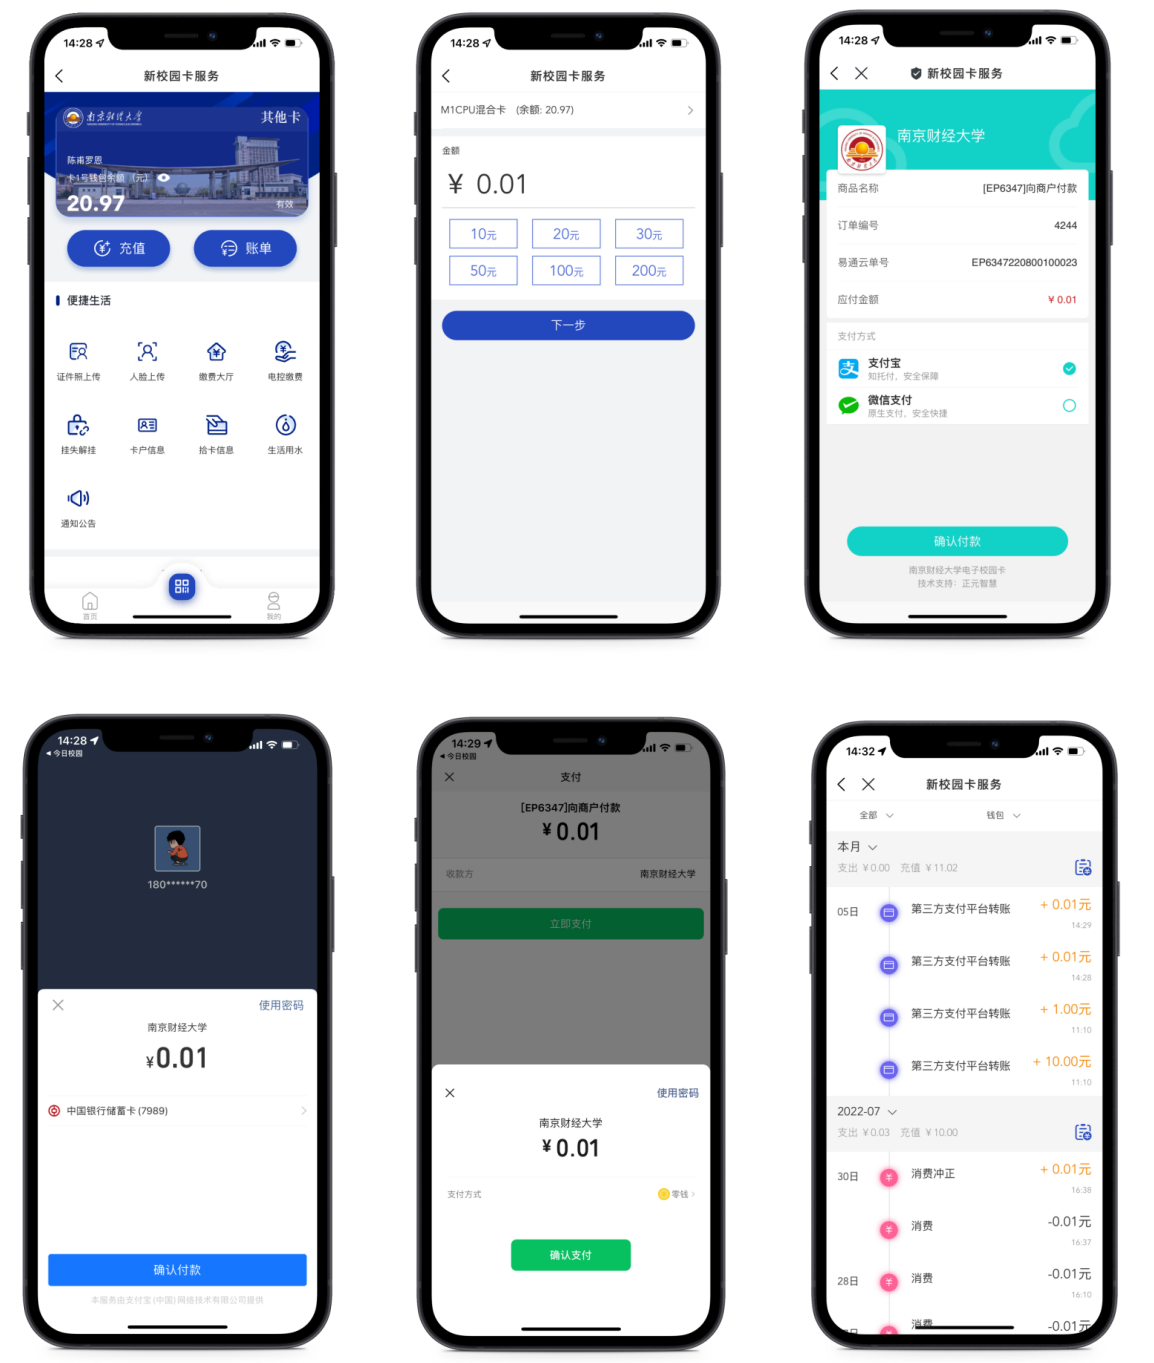 14:28
新校园卡服务
南京财经大学
其他卡
陈甫罗恩
卡1号钱包余额（元）
20.97
有效
充值
账单
便捷生活
证件照上传
人脸上传
缴费大厅
电控缴费
挂失解挂
卡户信息
拾卡信息
生活用水
通知公告
首页
我的
14:28
新校园卡服务
M1CPU混合卡 (余额: 20.97)
金额
¥ 0.01
10元
20元
30元
50元
100元
200元
下一步
14:28
新校园卡服务
南京财经大学
商品名称 [EP6347]向商户付款
订单编号 4244
易通云单号 EP6347220800100023
应付金额 ¥ 0.01
支付方式
支付宝
知托付，安全保障
微信支付
原生支付，安全快捷
确认付款
南京财经大学电子校园卡
技术支持：正元智慧
14:28
今日校园
180******70
使用密码
南京财经大学
¥0.01
中国银行储蓄卡(7989)
确认付款
本服务由支付宝(中国)网络技术有限公司提供
14:29
今日校园
支付
[EP6347]向商户付款
¥0.01
收款方 南京财经大学
立即支付
使用密码
南京财经大学
¥0.01
支付方式 零钱
确认支付
14:32
新校园卡服务
全部 钱包
本月
支出 ¥0.00 充值 ¥11.02
05日 第三方支付平台转账 + 0.01元
14:29
第三方支付平台转账 + 0.01元
14:28
第三方支付平台转账 + 1.00元
11:10
第三方支付平台转账 + 10.00元
11:10
2022-07
支出 ¥0.03 充值 ¥10.00
30日 消费冲正 + 0.01元
16:38
消费 -0.01元
16:37
28日 消费 -0.01元
16:10
消费 -0.01元